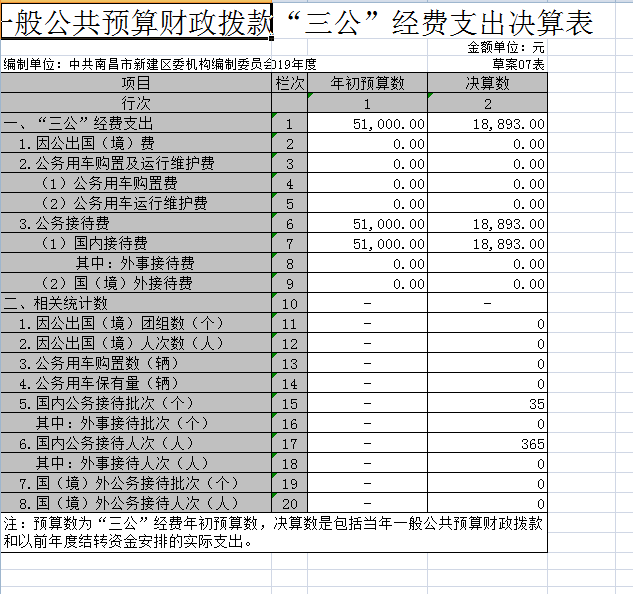 一般公共预算财政拨款“三公”经费支出决算表
金额单位：元
编制单位：中共南昌市新建区委机构编制委员会 019年度 草案07表
项目 栏次 年初预算数 决算数
行次 1 2
一、“三公”经费支出 1 51,000.00 18,893.00
1.因公出国（境）费 2 0.00 0.00
2.公务用车购置及运行维护费 3 0.00 0.00
（1）公务用车购置费 4 0.00 0.00
（2）公务用车运行维护费 5 0.00 0.00
3.公务接待费 6 51,000.00 18,893.00
（1）国内接待费 7 51,000.00 18,893.00
其中：外事接待费 8 0.00 0.00
（2）国（境）外接待费 9 0.00 0.00
二、相关统计数 10 － －
1.因公出国（境）团组数（个） 11 － 0
2.因公出国（境）人次数（人） 12 － 0
3.公务用车购置数（辆） 13 － 0
4.公务用车保有量（辆） 14 － 0
5.国内公务接待批次（个） 15 － 35
其中：外事接待批次（个） 16 － 0
6.国内公务接待人次（人） 17 － 365
其中：外事接待人次（人） 18 － 0
7.国（境）外公务接待批次（个） 19 － 0
8.国（境）外公务接待人次（人） 20 － 0
注：预算数为“三公”经费年初预算数，决算数是包括当年一般公共预算财政拨款
和以前年度结转资金安排的实际支出。